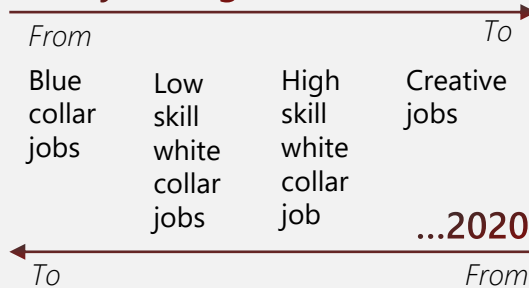 From
To
Blue
collar
jobs
Low
skill
white
collar
jobs
High
skill
white
collar
job
Creative
jobs
...2020
To
From